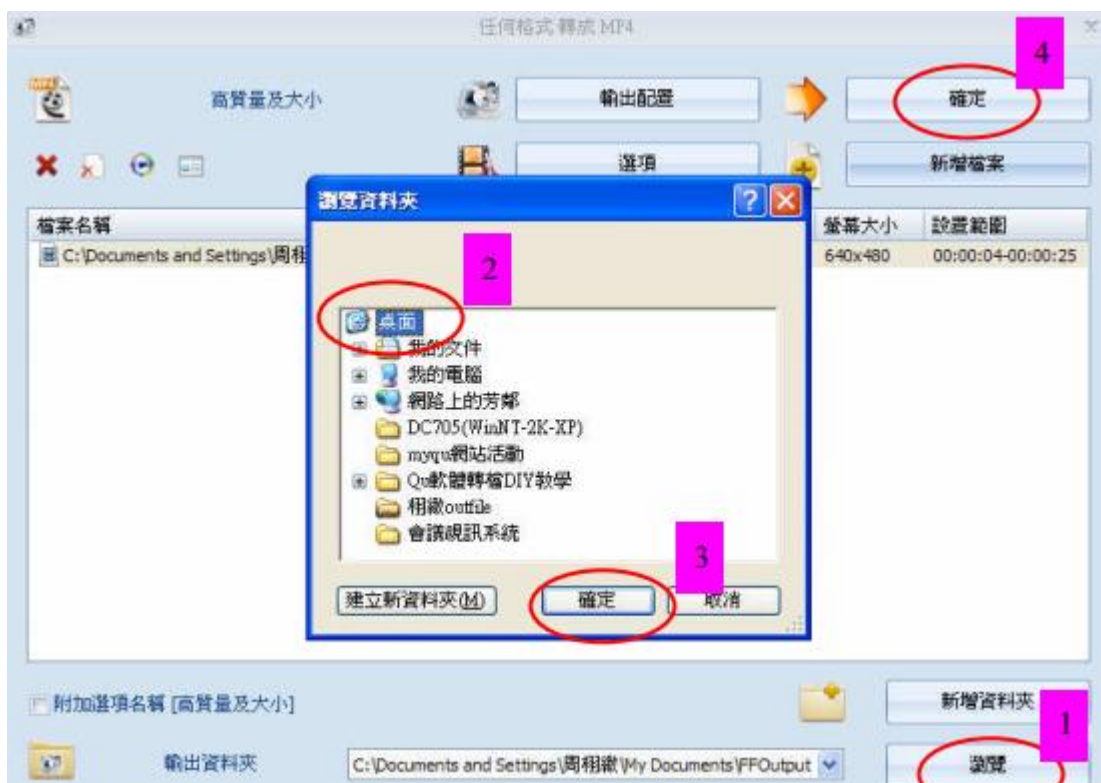 任何格式 轉成 MP4
4
高質量及大小
輸出配置
確定
選項
新增檔案
瀏覽資料夾
檔案名稱
螢幕大小
設置範圍
C:\Documents and Settings\周
640x480
00:00:04-00:00:25
2
桌面
我的文件
我的電腦
網路上的芳鄰
DC705(WinNT-2K-XP)
myqu網站活動
Qu軟體轉檔DIY教學
outfile
會議視訊系統
3
建立新資料夾(M)
確定
取消
附加選項名稱 [高質量及大小]
新增資料夾
1
輸出資料夾
C:\Documents and Settings\周\My Documents\FFOutput
瀏覽